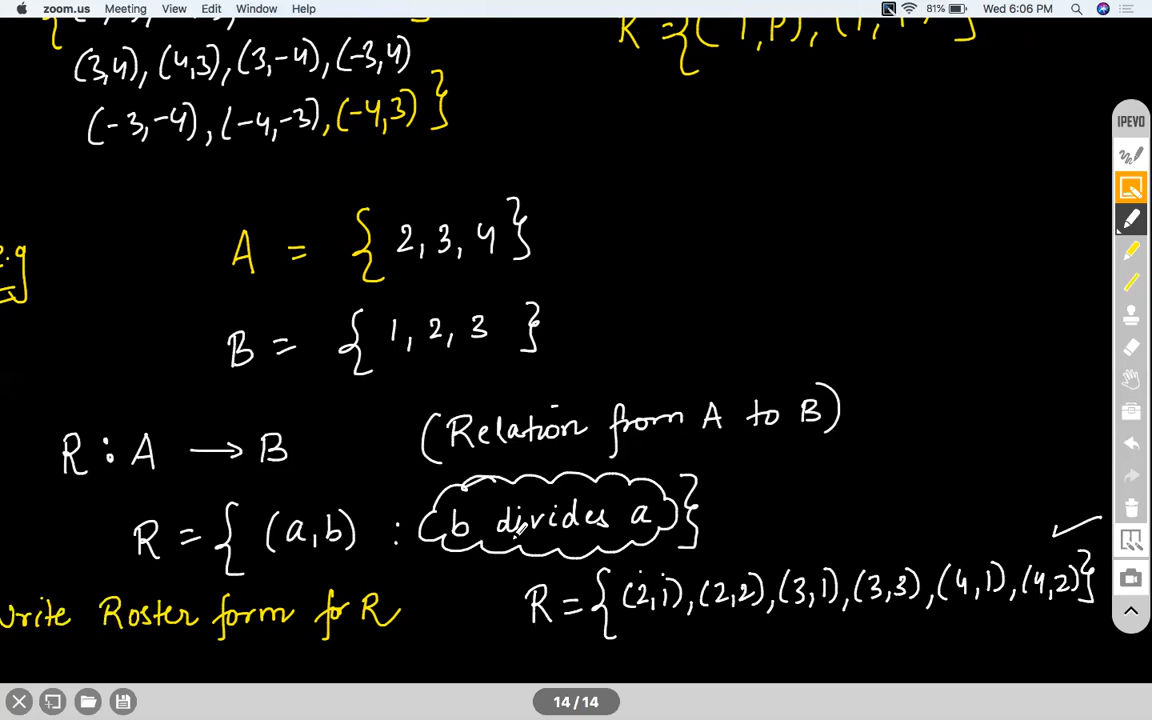 zoom.us Meeting View Edit Window Help 81% Wed 6:06 PM
(3,4), (4,3), (3,-4), (-3,4)
(-3,-4), (-4,-3), (-4,3) }
IPEVO
e.g
A = { 2, 3, 4 }
B = { 1, 2, 3 }
R : A → B (Relation from A to B)
R = { (a,b) : b divides a }
Write Roster form for R
R = { (2,1), (2,2), (3,1), (3,3), (4,1), (4,2) }
14 / 14